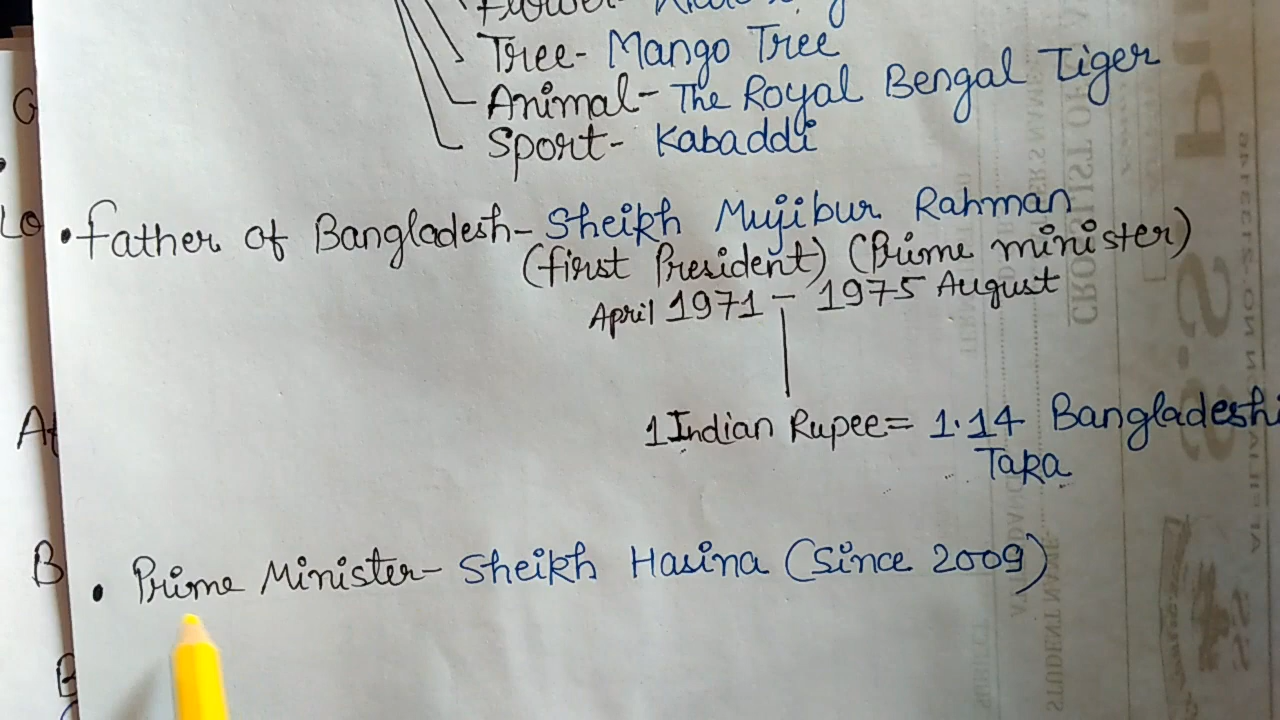 Flower-
Tree- Mango Tree
Animal- The Royal Bengal Tiger
Sport- Kabaddi
• Father of Bangladesh- Sheikh Mujibur Rahman
(first President) (Prime minister)
April 1971 - 1975 August
1 Indian Rupee= 1.14 Bangladeshi
Taka
• Prime Minister- Sheikh Hasina (Since 2009)